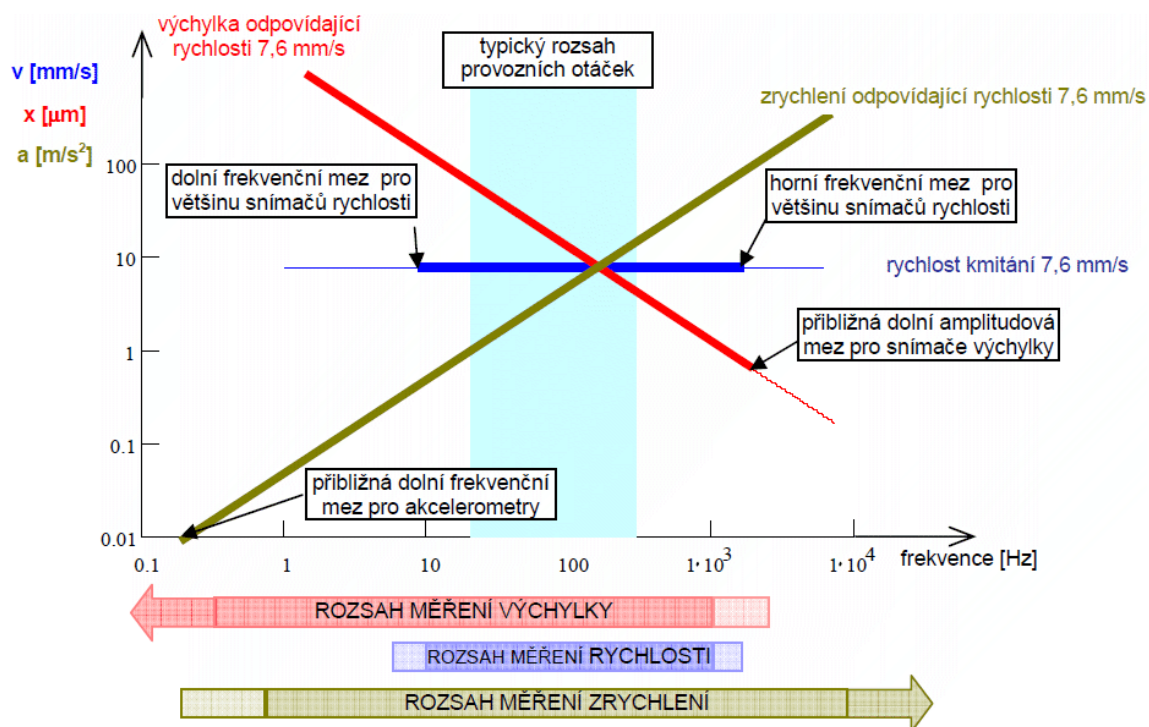 výchylka odpovídající
rychlosti 7,6 mm/s
typický rozsah
provozních otáček
v [mm/s]
x [µm]
a [m/s²]
zrychlení odpovídající rychlosti 7,6 mm/s
100
dolní frekvenční mez pro
většinu snímačů rychlosti
horní frekvenční mez pro
většinu snímačů rychlosti
10
rychlost kmitání 7,6 mm/s
přibližná dolní amplitudová
mez pro snímače výchylky
1
0.1
přibližná dolní frekvenční
mez pro akcelerometry
0.01
0.1
1
10
100
1·10³
1·10⁴
frekvence [Hz]
ROZSAH MĚŘENÍ VÝCHYLKY
ROZSAH MĚŘENÍ RYCHLOSTI
ROZSAH MĚŘENÍ ZRYCHLENÍ